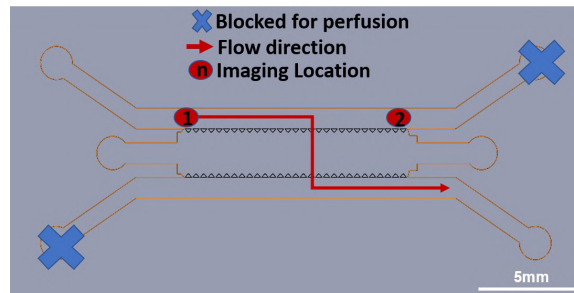 Blocked for perfusion
Flow direction
n Imaging Location
1
2
5mm